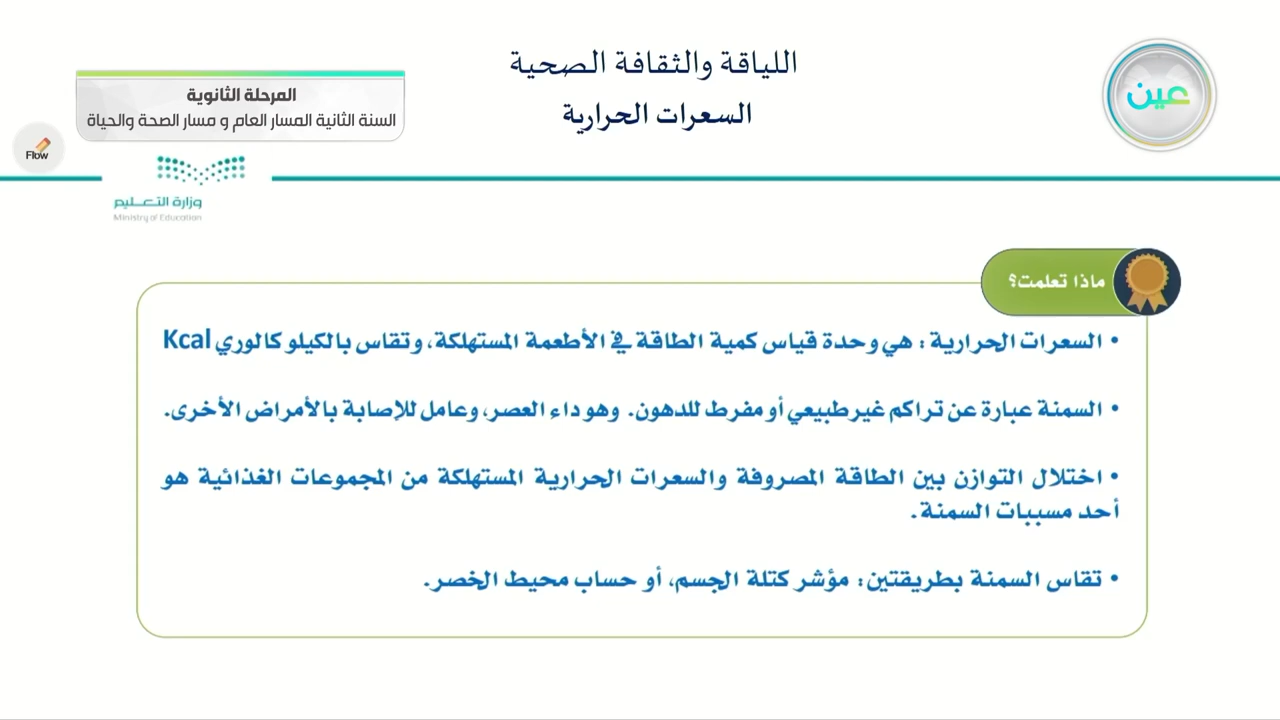 اللياقة والثقافة الصحية
السعرات الحرارية
عين
المرحلة الثانوية
السنة الثانية المسار العام و مسار الصحة والحياة
Flow
وزارة التعـــليم
Ministry of Education
ماذا تعلمت؟
• السعرات الحرارية : هي وحدة قياس كمية الطاقة في الأطعمة المستهلكة، وتقاس بالكيلو كالوري Kcal
• السمنة عبارة عن تراكم غير طبيعي أو مفرط للدهون. وهو داء العصر، وعامل للإصابة بالأمراض الأخرى.
• اختلال التوازن بين الطاقة المصروفة والسعرات الحرارية المستهلكة من المجموعات الغذائية هو
أحد مسببات السمنة.
• تقاس السمنة بطريقتين: مؤشر كتلة الجسم، أو حساب محيط الخصر.